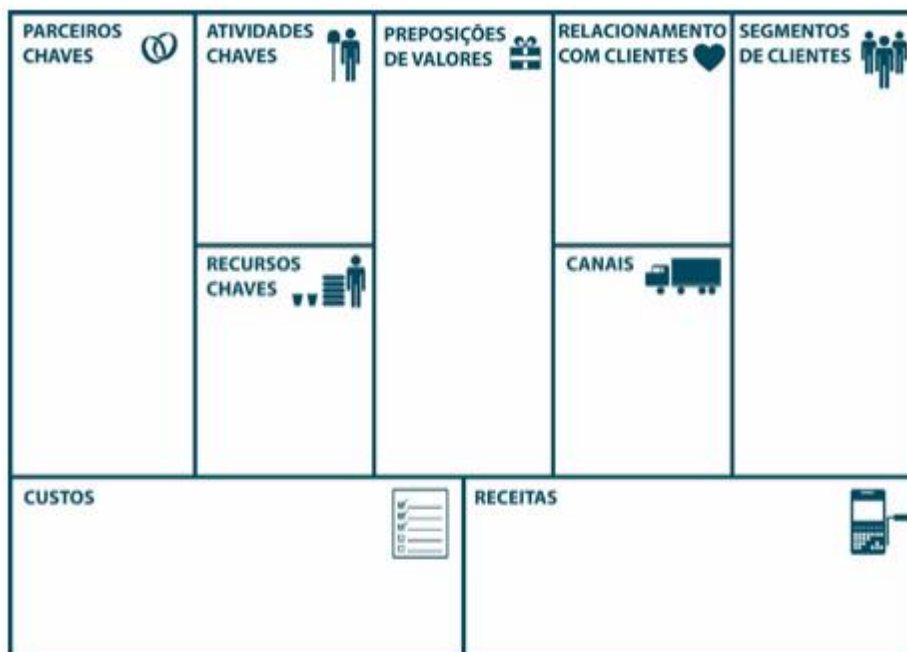 PARCEIROS
CHAVES
ATIVIDADES
CHAVES
PREPOSIÇÕES
DE VALORES
RELACIONAMENTO
COM CLIENTES
SEGMENTOS
DE CLIENTES
RECURSOS
CHAVES
CANAIS
CUSTOS
RECEITAS